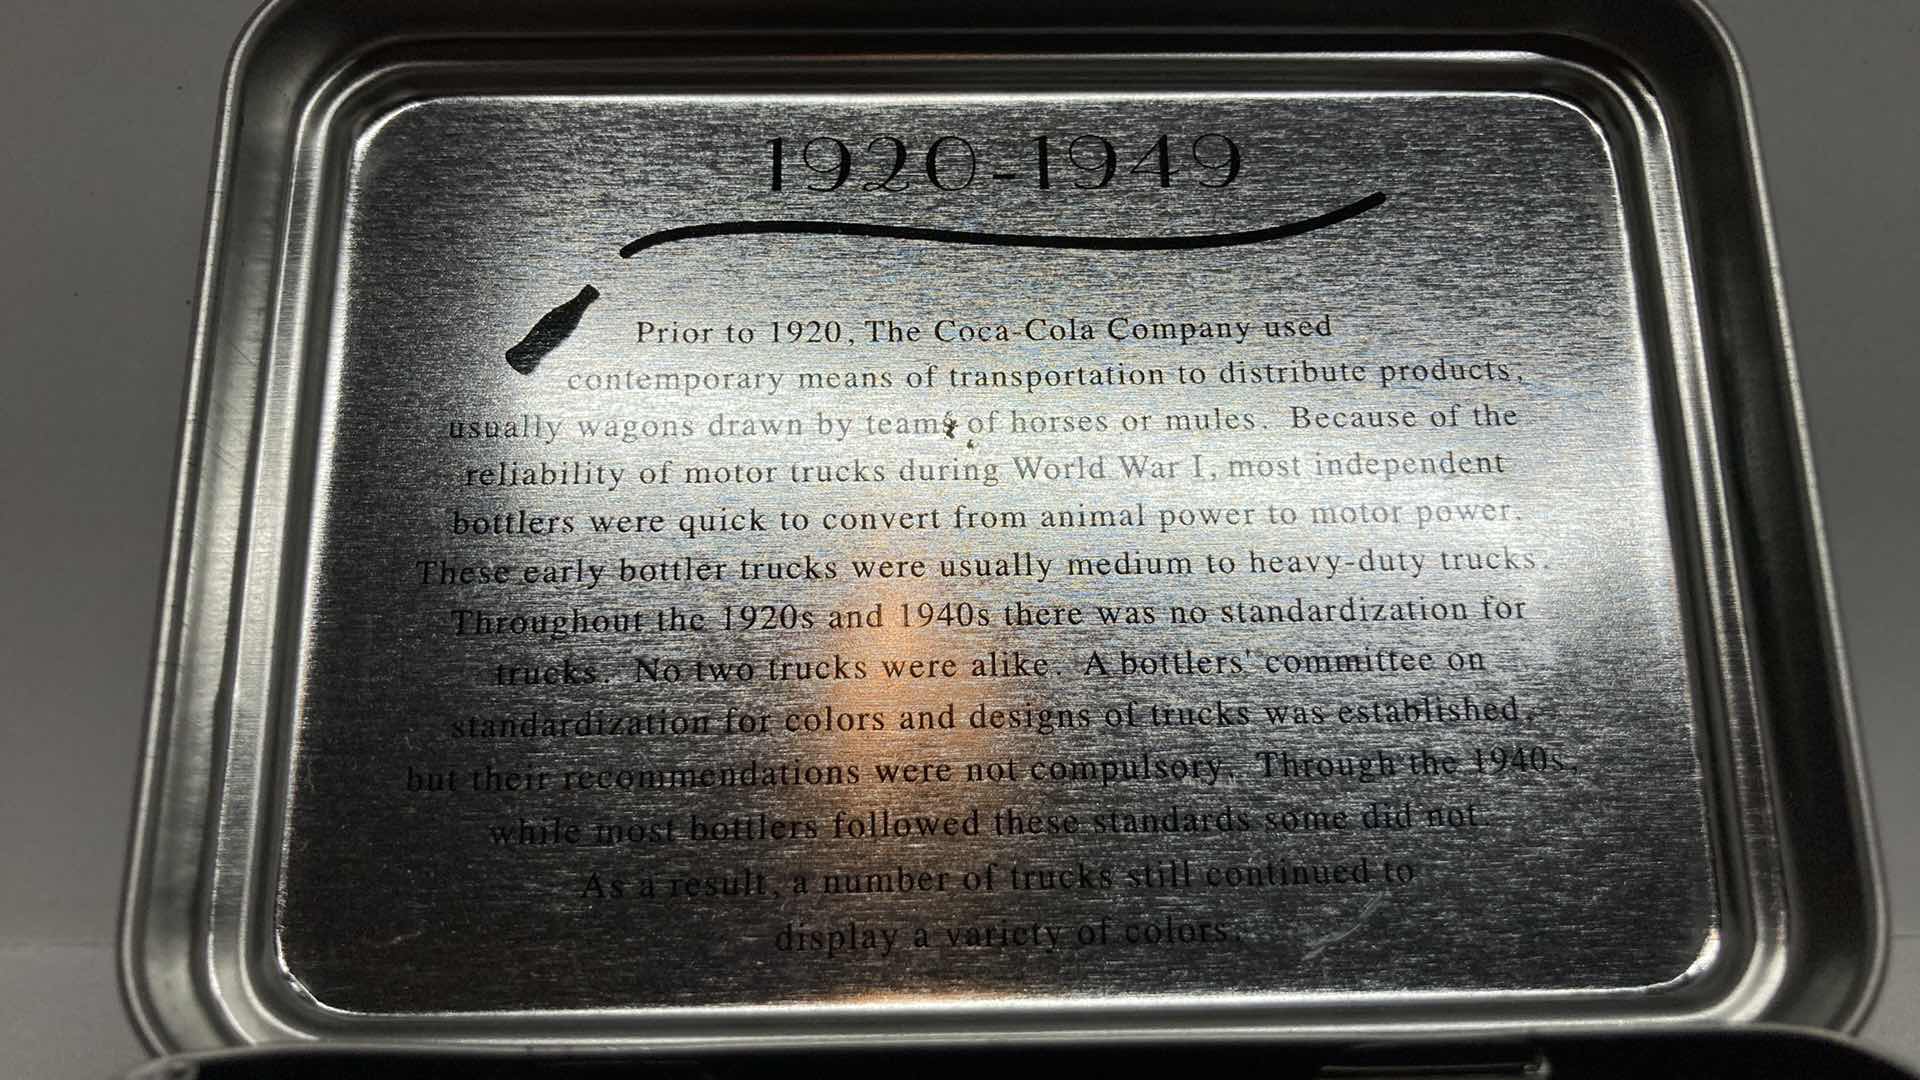 1920-1949
Prior to 1920, The Coca-Cola Company used
contemporary means of transportation to distribute products,
usually wagons drawn by teams of horses or mules. Because of the
reliability of motor trucks during World War I, most independent
bottlers were quick to convert from animal power to motor power.
These early bottler trucks were usually medium to heavy-duty trucks.
Throughout the 1920s and 1940s there was no standardization for
trucks. No two trucks were alike. A bottlers' committee on
standardization for colors and designs of trucks was established,
but their recommendations were not compulsory. Through the 1940s,
while most bottlers followed these standards some did not.
As a result, a number of trucks still continued to
display a variety of colors.